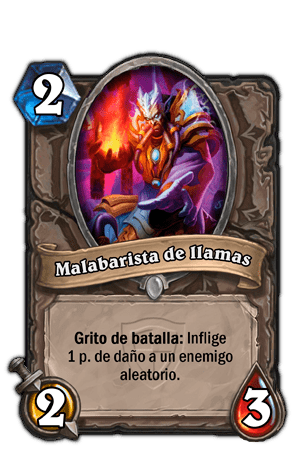 2
Malabarista de llamas
Grito de batalla: Inflige
1 p. de daño a un enemigo
aleatorio.
2
3